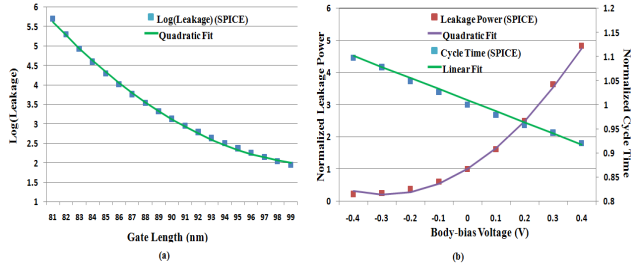 Log(Leakage) (SPICE)
Quadratic Fit
Log(Leakage)
6
5.5
5
4.5
4
3.5
3
2.5
2
1.5
1
81 82 83 84 85 86 87 88 89 90 91 92 93 94 95 96 97 98 99
Gate Length (nm)
(a)
Leakage Power (SPICE)
Quadratic Fit
Cycle Time (SPICE)
Linear Fit
Normalized Leakage Power
6
5
4
3
2
1
0
1.2
1.15
1.1
1.05
1
0.95
0.9
0.85
0.8
Normalized Cycle Time
-0.4 -0.3 -0.2 -0.1 0 0.1 0.2 0.3 0.4
Body-bias Voltage (V)
(b)